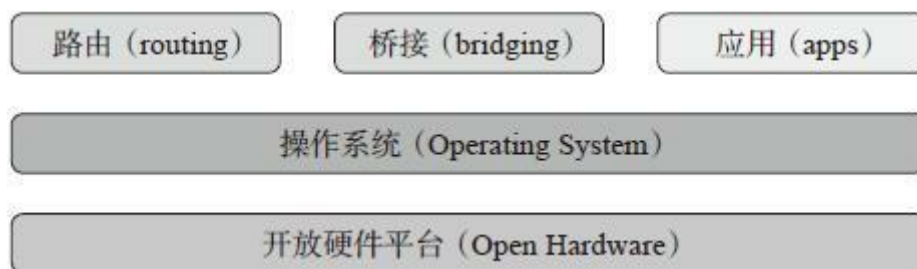 路由（routing）
桥接（bridging）
应用（apps）
操作系统（Operating System）
开放硬件平台（Open Hardware）